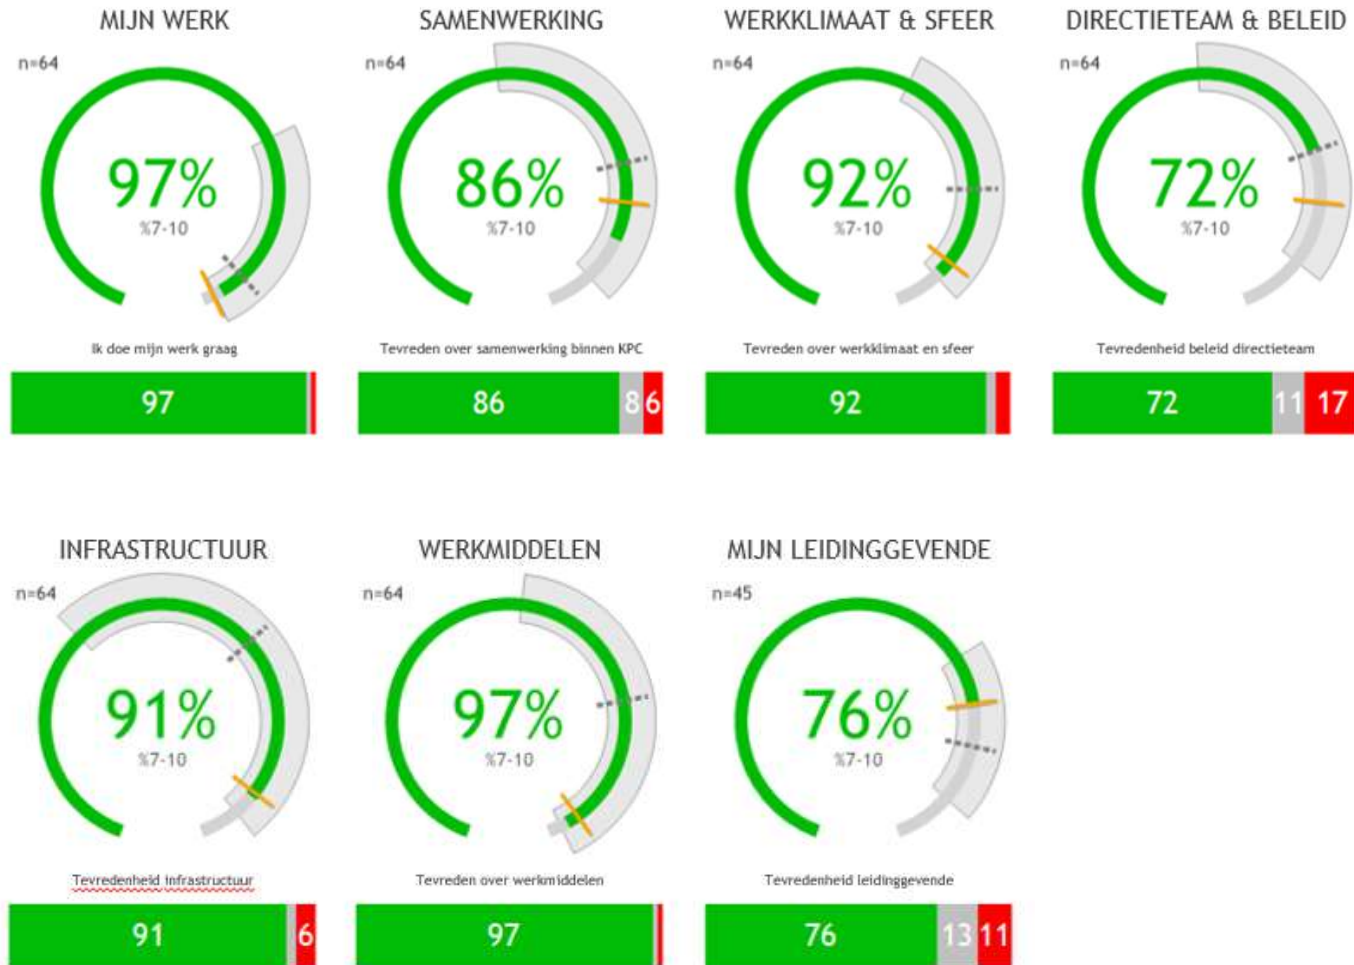 MIJN WERK
n=64
97%
%7-10
Ik doe mijn werk graag
97
SAMENWERKING
n=64
86%
%7-10
Tevreden over samenwerking binnen KPC
86 8 6
WERKKLIMAAT & SFEER
n=64
92%
%7-10
Tevreden over werkklimaat en sfeer
92
DIRECTIETEAM & BELEID
n=64
72%
%7-10
Tevredenheid beleid directieteam
72 11 17
INFRASTRUCTUUR
n=64
91%
%7-10
Tevredenheid infrastructuur
91 6
WERKMIDDELEN
n=64
97%
%7-10
Tevreden over werkmiddelen
97
MIJN LEIDINGGEVENDE
n=45
76%
%7-10
Tevredenheid leidinggevende
76 13 11